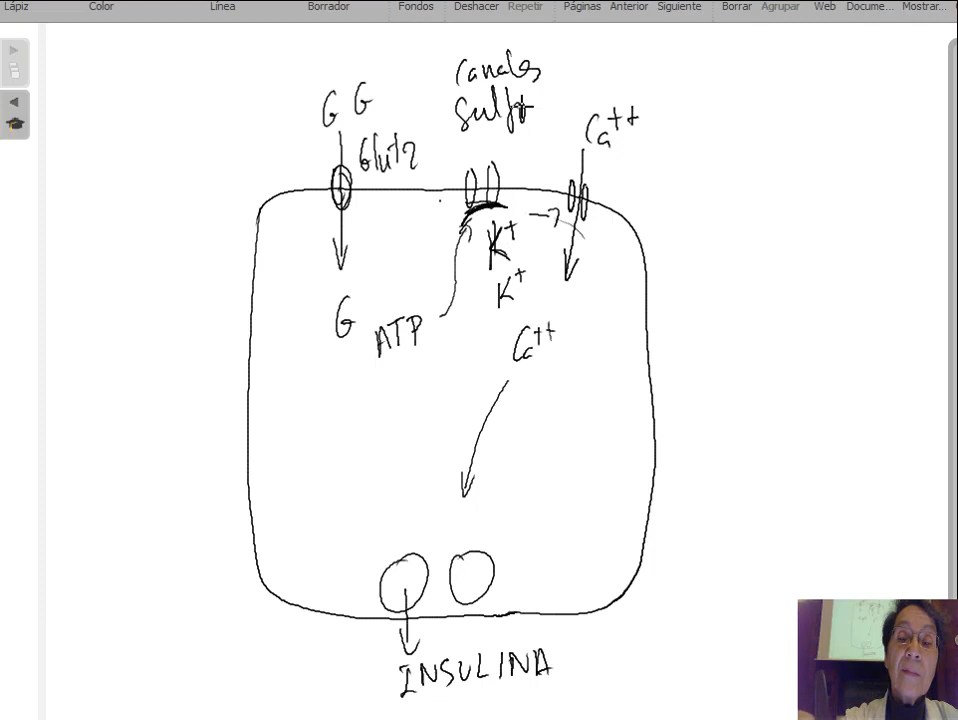 Lápiz Color Línea Borrador Fondos Deshacer Repetir Páginas Anterior Siguiente Borrar Agrupar Web Docume... Mostrar...
Canales
G G
Ca++
Glut2
K+
K+
G
ATP
Ca++
INSULINA